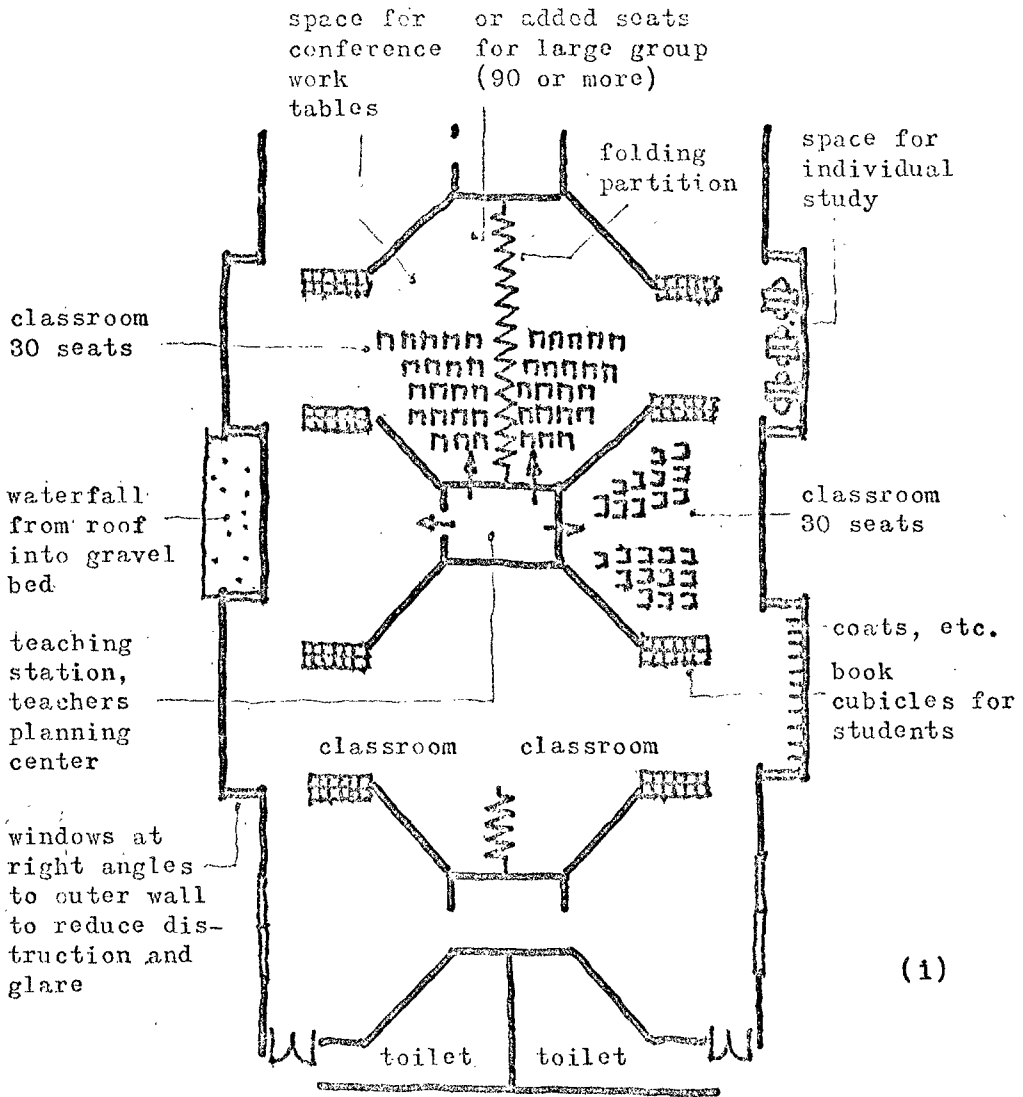 space for
conference
work
tables
or added seats
for large group
(90 or more)
folding
partition
space for
individual
study
classroom
30 seats
waterfall
from roof
into gravel
bed
classroom
30 seats
teaching
station,
teachers
planning
center
coats, etc.
book
cubicles for
students
classroom
classroom
windows at
right angles
to outer wall
to reduce dis-
truction and
glare
(i)
toilet
toilet